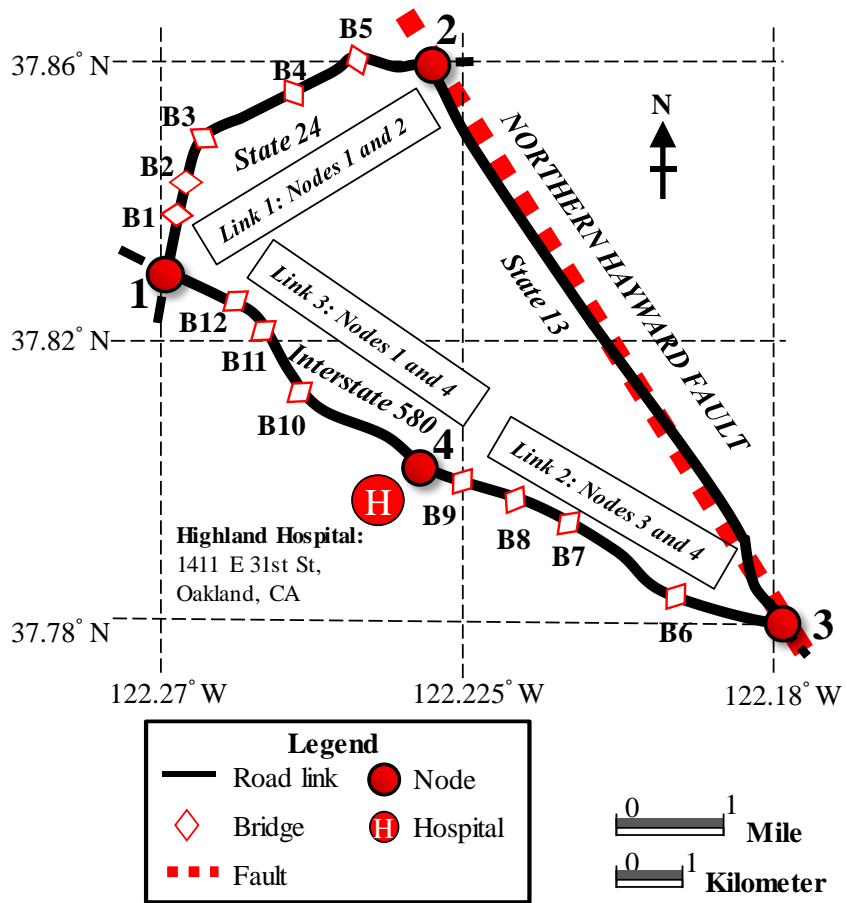 B5
2
37.86° N
B4
B3
State 24
N
NORTHERN HAYWARD FAULT
B2
Link 1: Nodes 1 and 2
B1
State 13
1
Link 3: Nodes 1 and 4
B12
37.82° N
B11
Interstate 580
B10
4
Link 2: Nodes 3 and 4
H
B9
B8
B7
Highland Hospital:
1411 E 31st St,
Oakland, CA
B6
37.78° N
3
122.27° W
122.225° W
122.18° W
Legend
Road link
Node
Bridge
H
Hospital
Fault
0 1
Mile
0 1
Kilometer